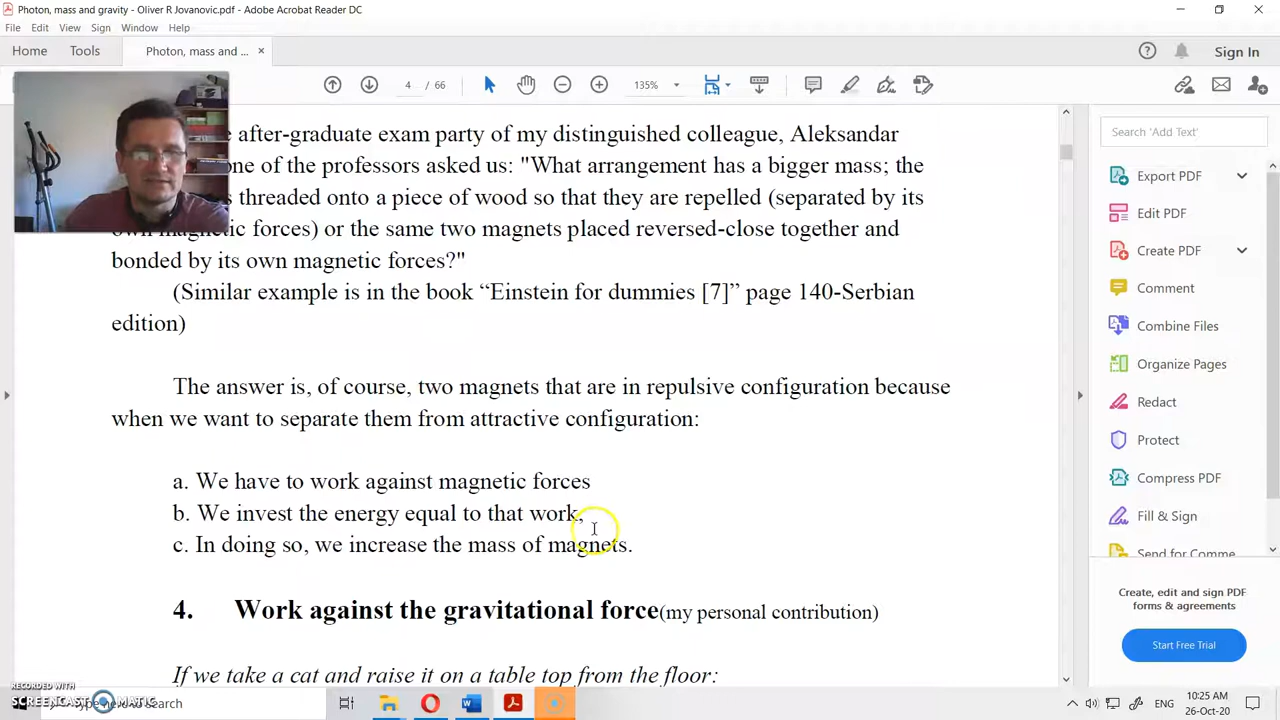 Photon, mass and gravity - Oliver R Jovanovic.pdf - Adobe Acrobat Reader DC
File Edit View Sign Window Help
Home Tools Photon, mass and ... × Sign In
4 / 66 135%
after-graduate exam party of my distinguished colleague, Aleksandar
one of the professors asked us: "What arrangement has a bigger mass; the
threaded onto a piece of wood so that they are repelled (separated by its
own magnetic forces) or the same two magnets placed reversed-close together and
bonded by its own magnetic forces?"
(Similar example is in the book “Einstein for dummies [7]” page 140-Serbian
edition)
The answer is, of course, two magnets that are in repulsive configuration because
when we want to separate them from attractive configuration:
a. We have to work against magnetic forces
b. We invest the energy equal to that work,
c. In doing so, we increase the mass of magnets.
4. Work against the gravitational force(my personal contribution)
If we take a cat and raise it on a table top from the floor:
Search 'Add Text'
Export PDF
Edit PDF
Create PDF
Comment
Combine Files
Organize Pages
Redact
Protect
Compress PDF
Fill & Sign
Send for Comme
Create, edit and sign PDF
forms & agreements
Start Free Trial
RECORDED WITH
SCREENCAST MATIC
here to search
10:25 AM
26-Oct-20